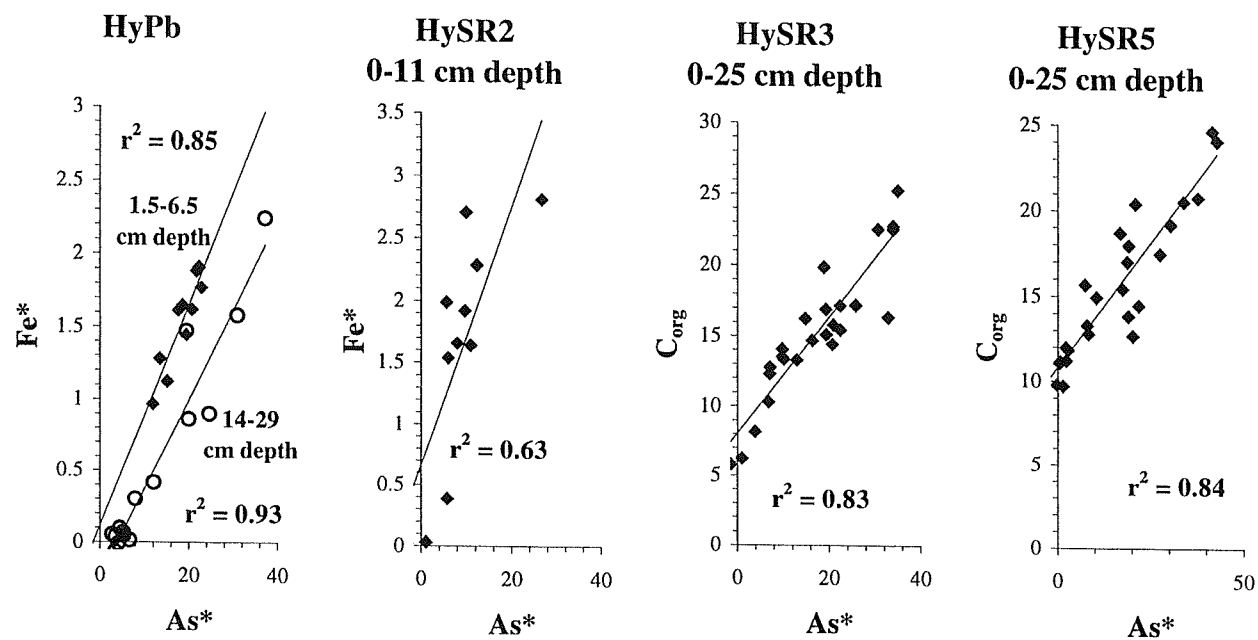 HyPb
3
2.5
2
1.5
1
0.5
0
Fe*
r² = 0.85
1.5-6.5
cm depth
14-29
cm depth
r² = 0.93
0 20 40
As*
HySR2
0-11 cm depth
3.5
3
2.5
2
1.5
1
0.5
0
Fe*
r² = 0.63
0 20 40
As*
HySR3
0-25 cm depth
30
25
20
15
10
5
0
Corg
r² = 0.83
0 20 40
As*
HySR5
0-25 cm depth
25
20
15
10
5
0
Corg
r² = 0.84
0 50
As*